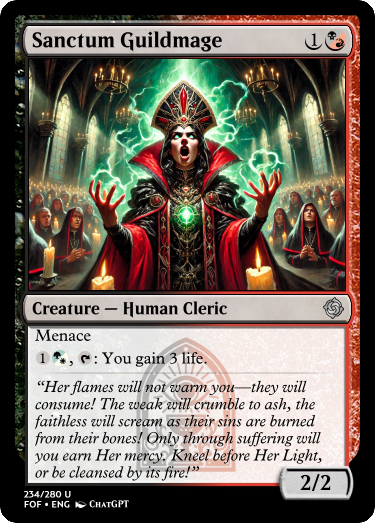 Sanctum Guildmage 1
Creature — Human Cleric
Menace
1 , : You gain 3 life.
“Her flames will not warm you—they will
consume! The weak will crumble to ash, the
faithless will scream as their sins are burned
from their bones! Only through suffering will
you earn Her mercy. Kneel before Her Light,
or be cleansed by its fire!”
2/2
234/280 U
FOF • ENG ChatGPT